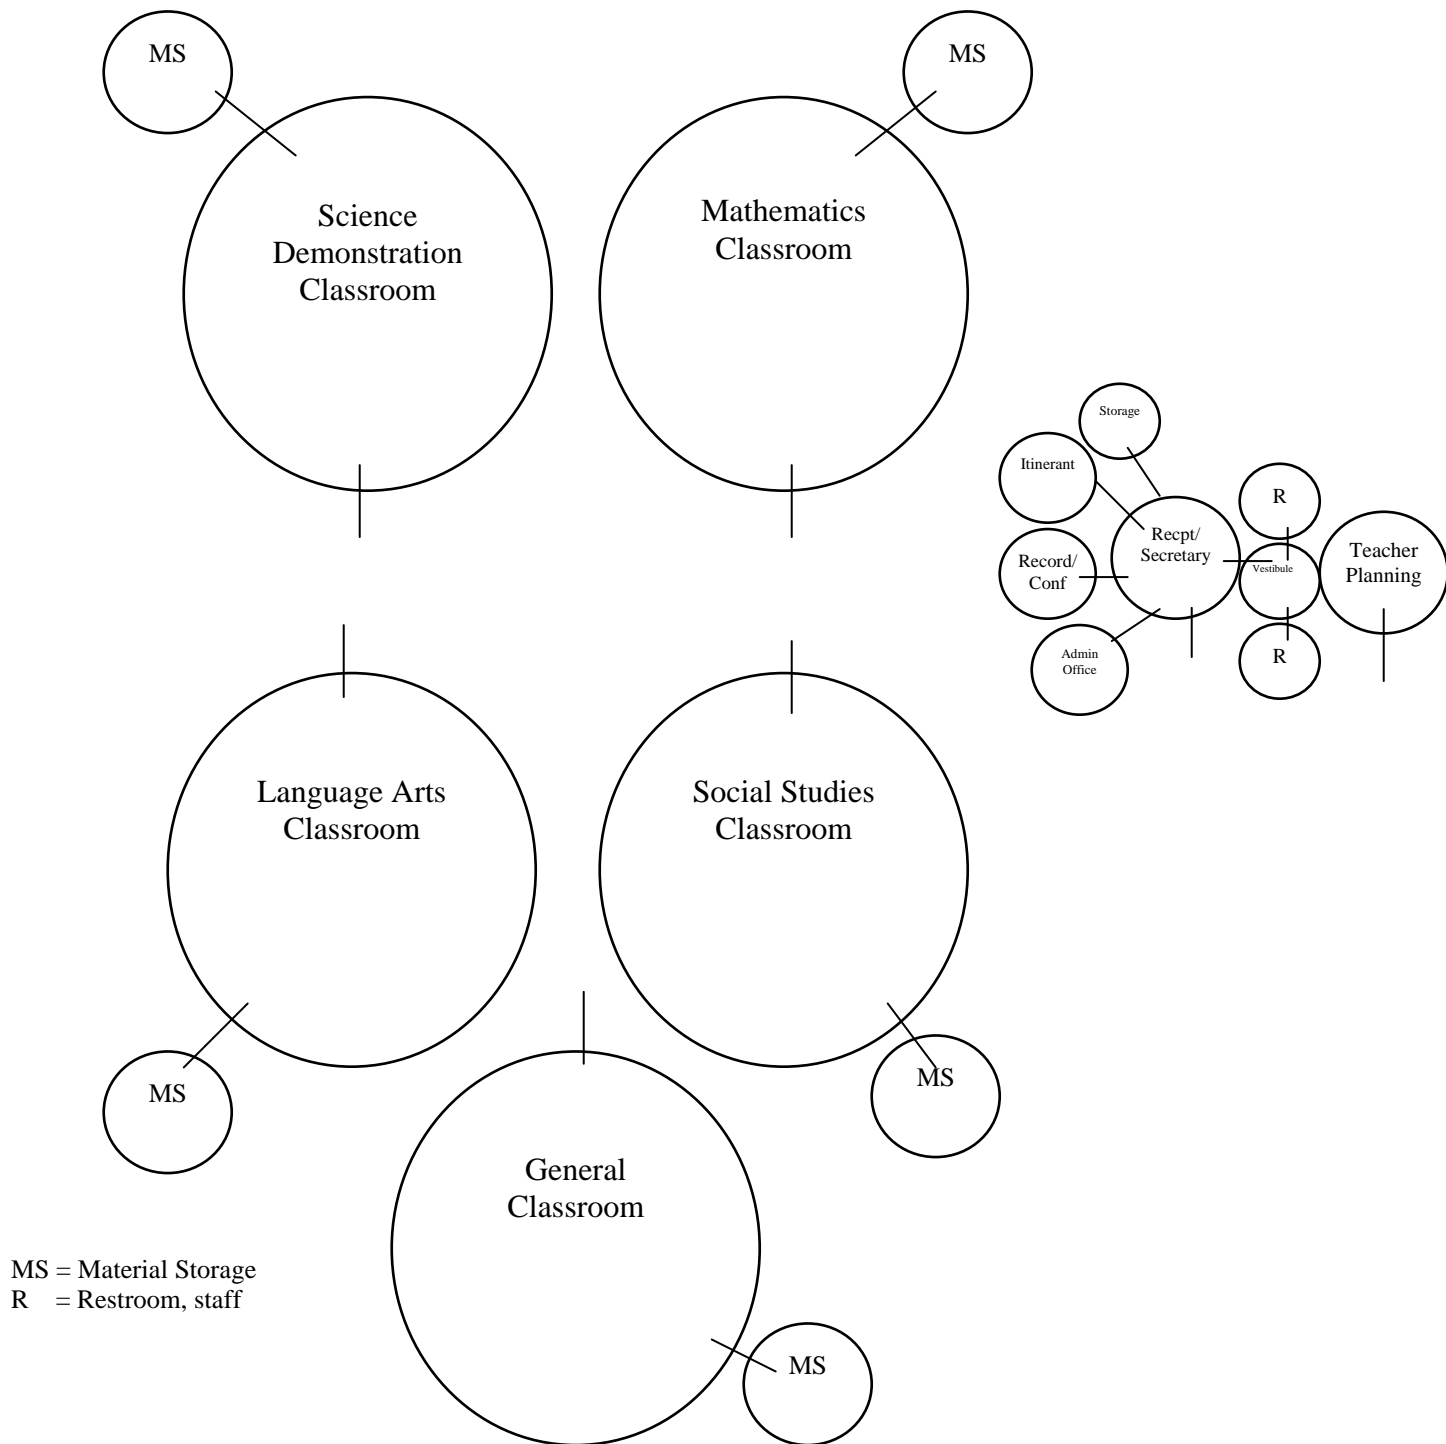 MS
MS
Science
Demonstration
Classroom
Mathematics
Classroom
Storage
Itinerant
R
Recpt/
Secretary
Record/
Conf
Vestibule
Teacher
Planning
Admin
Office
R
Language Arts
Classroom
Social Studies
Classroom
MS
MS
General
Classroom
MS = Material Storage
R = Restroom, staff
MS